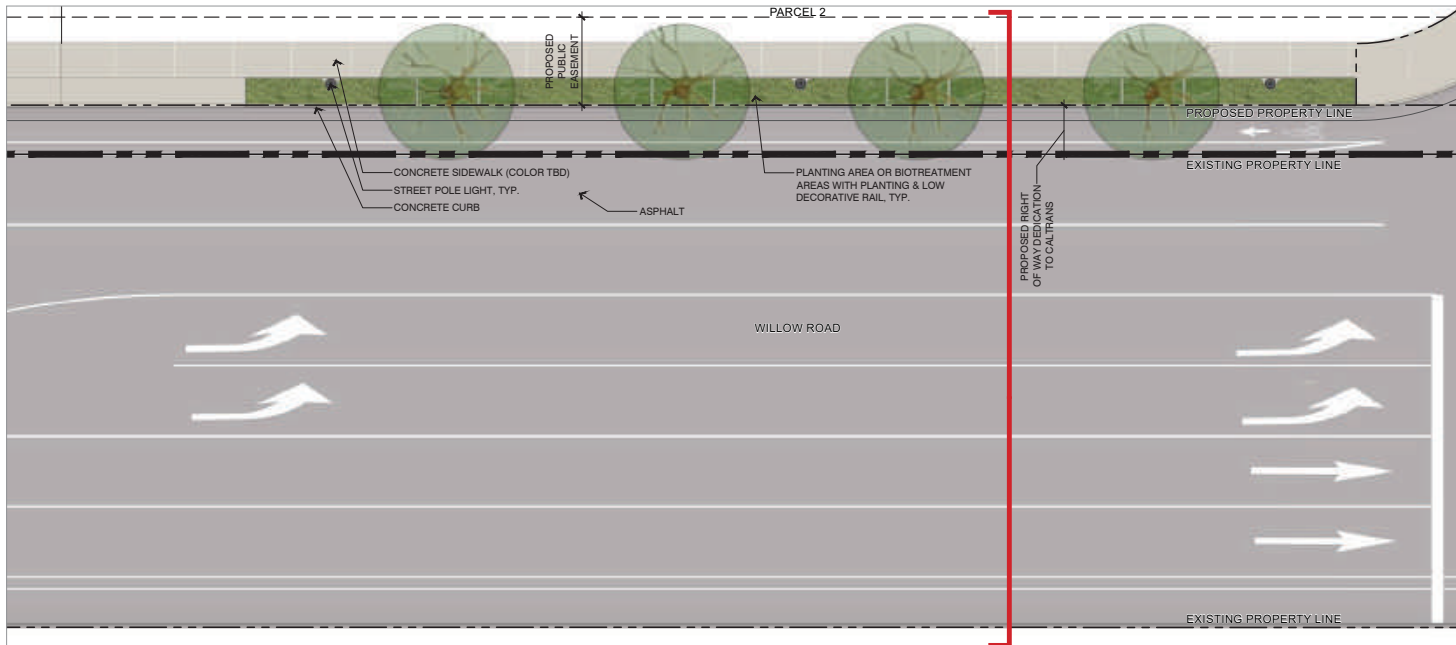 PARCEL 2
PROPOSED
PUBLIC
EASEMENT
PROPOSED PROPERTY LINE
EXISTING PROPERTY LINE
CONCRETE SIDEWALK (COLOR TBD)
STREET POLE LIGHT, TYP.
CONCRETE CURB
ASPHALT
PLANTING AREA OR BIOTREATMENT
AREAS WITH PLANTING & LOW
DECORATIVE RAIL, TYP.
PROPOSED RIGHT
OF WAY DEDICATION
TO CALTRANS
WILLOW ROAD
EXISTING PROPERTY LINE